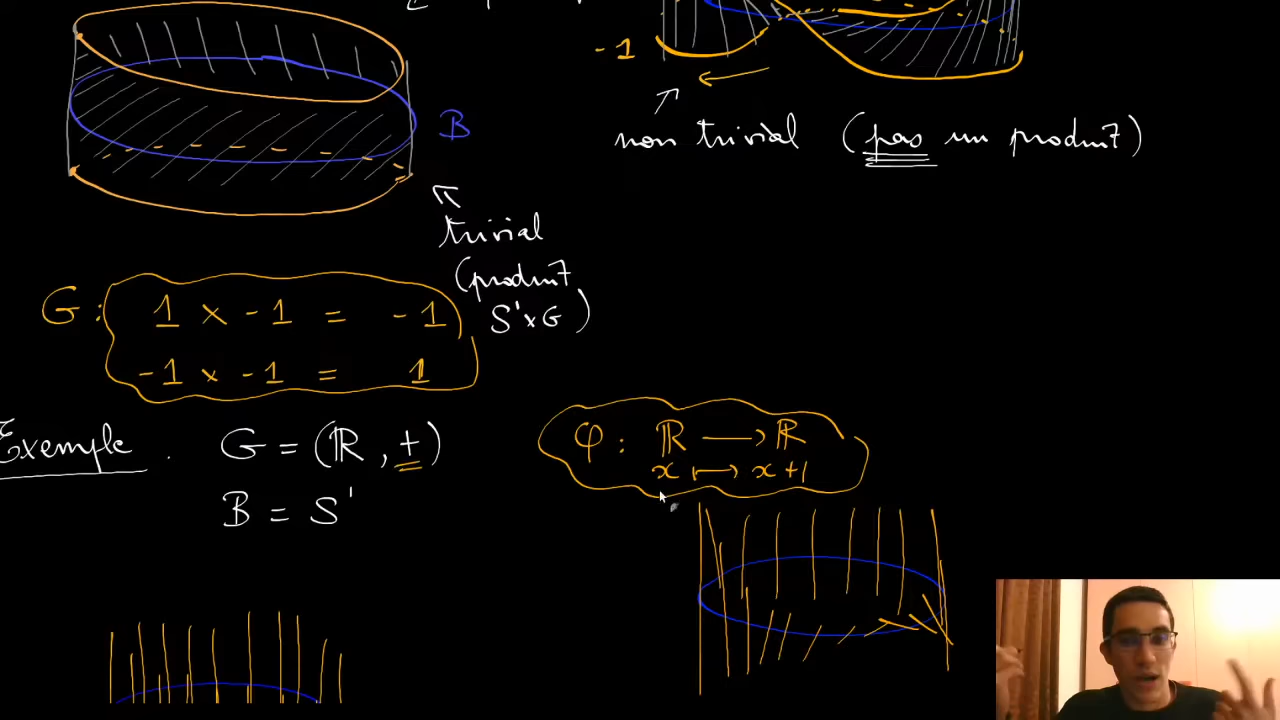 -1
B
non trivial (pas un produit)
trivial
(produit
S¹ x G)
G : 1 x -1 = -1
-1 x -1 = 1
Exemple. G = (ℝ, +)
B = S¹
φ : ℝ ⟶ ℝ
x ⟼ x+1